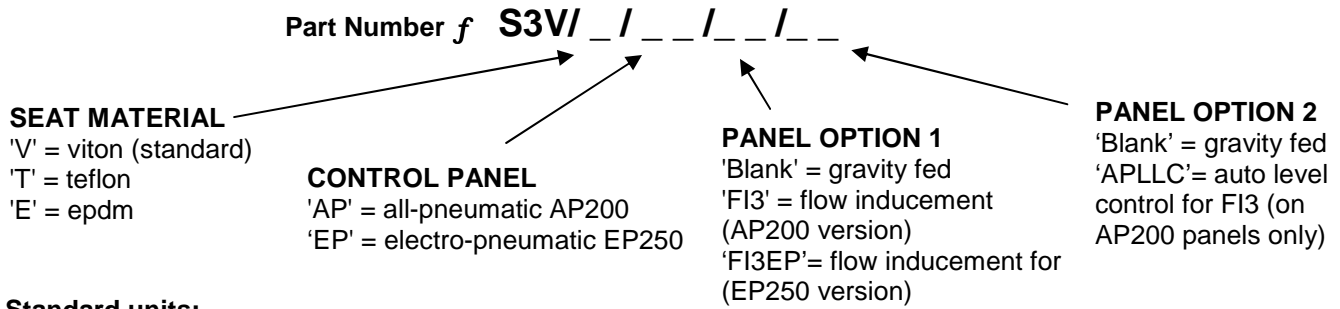 Part Number ƒ S3V/ _ / _ _ /_ _ /_ _
SEAT MATERIAL
'V' = viton (standard)
'T' = teflon
'E' = epdm
CONTROL PANEL
'AP' = all-pneumatic AP200
‘EP’ = electro-pneumatic EP250
PANEL OPTION 1
'Blank' = gravity fed
'FI3' = flow inducement
(AP200 version)
‘FI3EP’= flow inducement for
(EP250 version)
PANEL OPTION 2
‘Blank’ = gravity fed
‘APLLC’= auto level
control for FI3 (on
AP200 panels only)
Standard units: